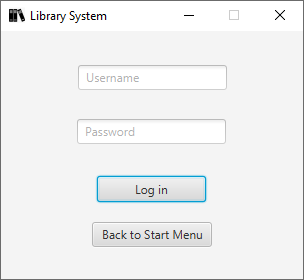 Library System
Username
Password
Log in
Back to Start Menu